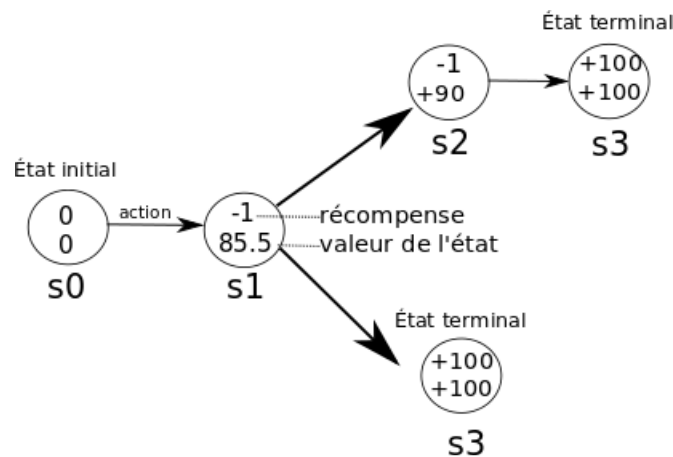 État terminal
-1
+90
s2
+100
+100
s3
État initial
0
0
s0
action
-1
85.5
s1
récompense
valeur de l'état
État terminal
+100
+100
s3